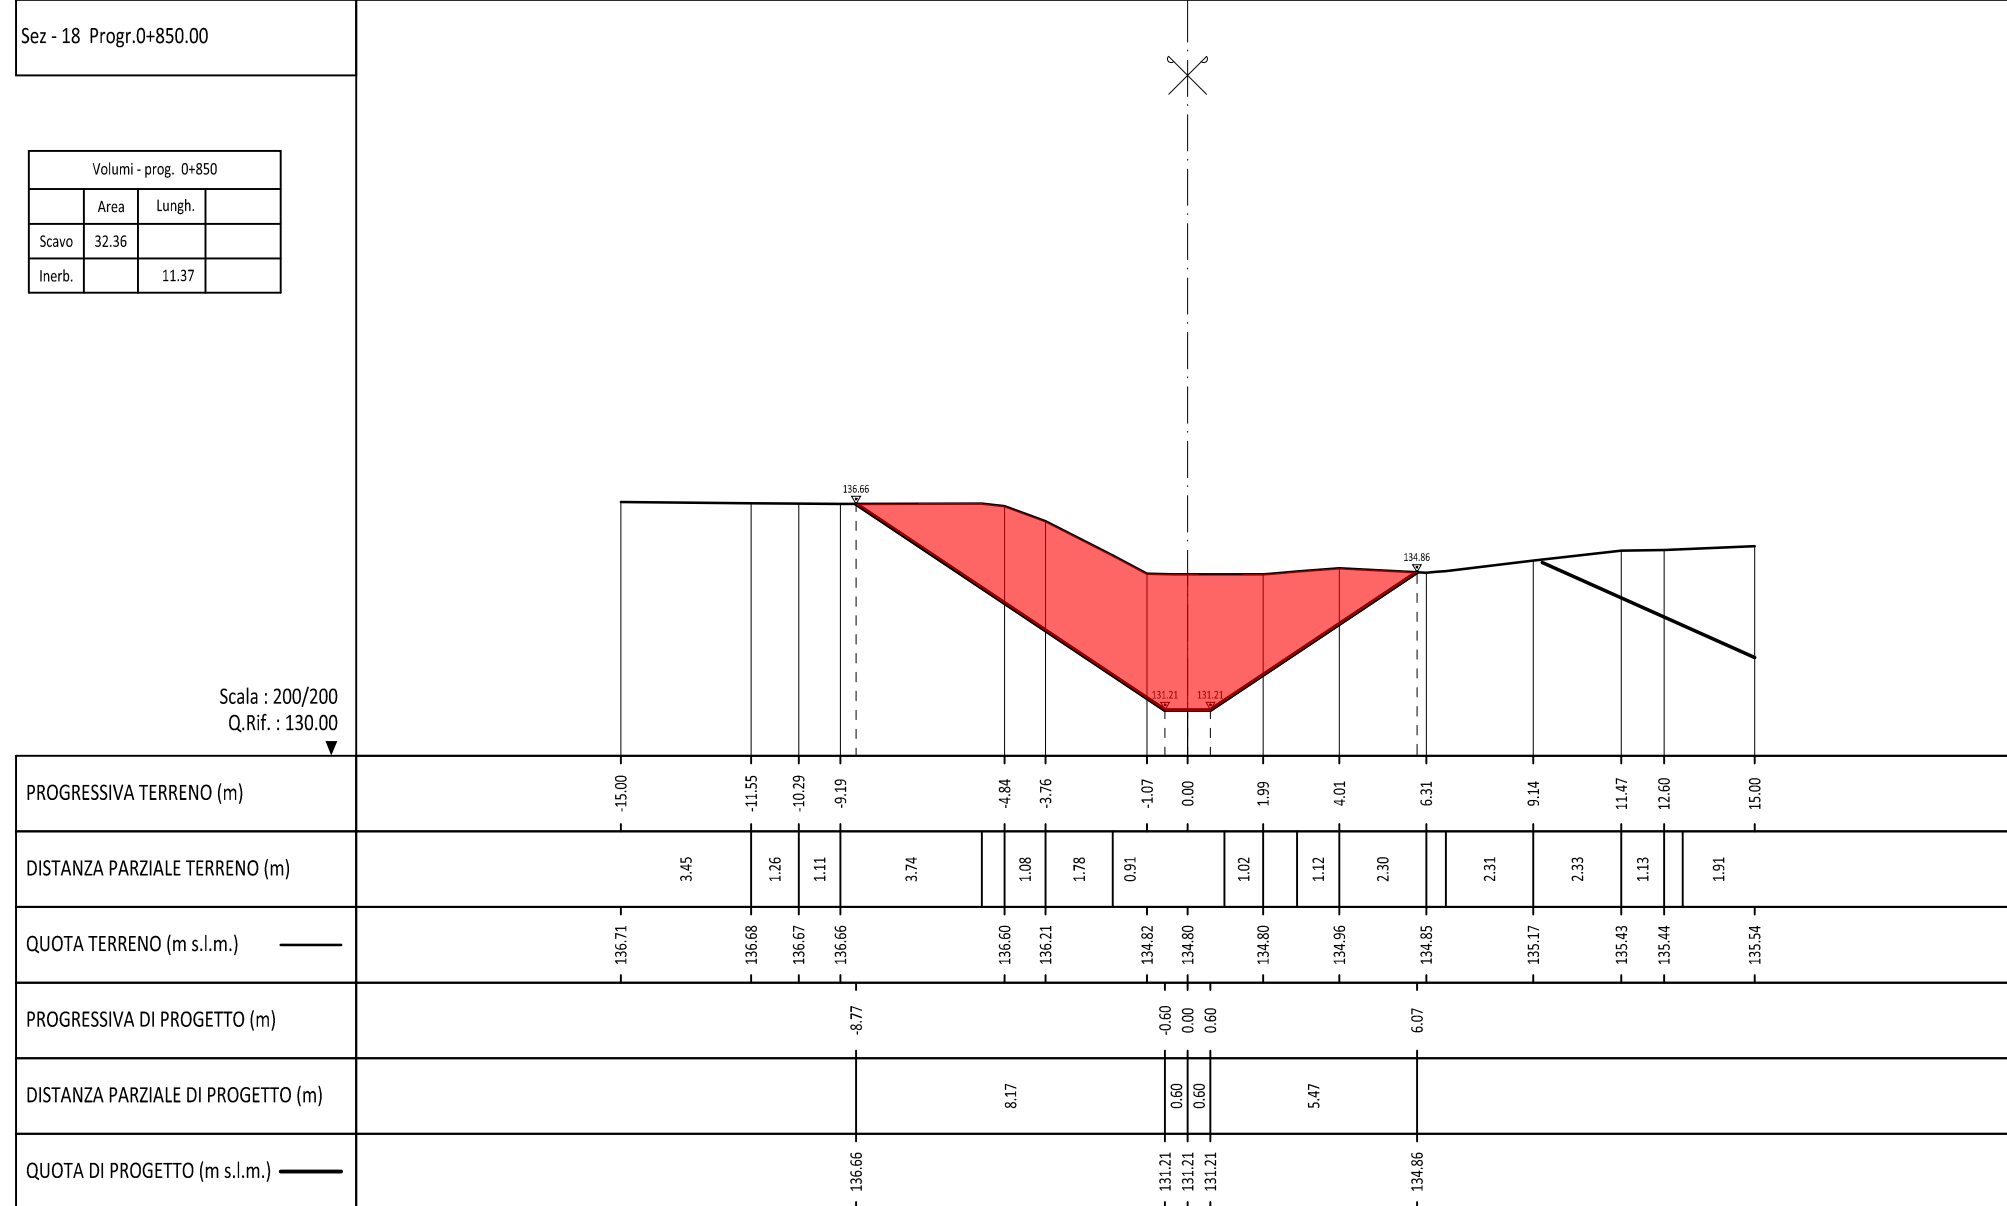 Sez - 18 Progr.0+850.00
Volumi - prog. 0+850
Area Lungh.
Scavo 32.36
Inerb. 11.37
136.66
134.86
131.21 131.21
Scala : 200/200
Q.Rif. : 130.00
PROGRESSIVA TERRENO (m) -15.00 -11.55 -10.29 -9.19 -4.84 -3.76 -1.07 0.00 1.99 4.01 6.31 9.14 11.47 12.60 15.00
DISTANZA PARZIALE TERRENO (m) 3.45 1.26 1.11 3.74 1.08 1.78 0.91 1.02 1.12 2.30 2.31 2.33 1.13 1.91
QUOTA TERRENO (m s.l.m.) 136.71 136.68 136.67 136.66 136.60 136.21 134.82 134.80 134.80 134.96 134.85 135.17 135.43 135.44 135.54
PROGRESSIVA DI PROGETTO (m) -8.77 -0.60 0.00 0.60 6.07
DISTANZA PARZIALE DI PROGETTO (m) 8.17 0.60 0.60 5.47
QUOTA DI PROGETTO (m s.l.m.) 136.66 131.21 131.21 131.21 134.86